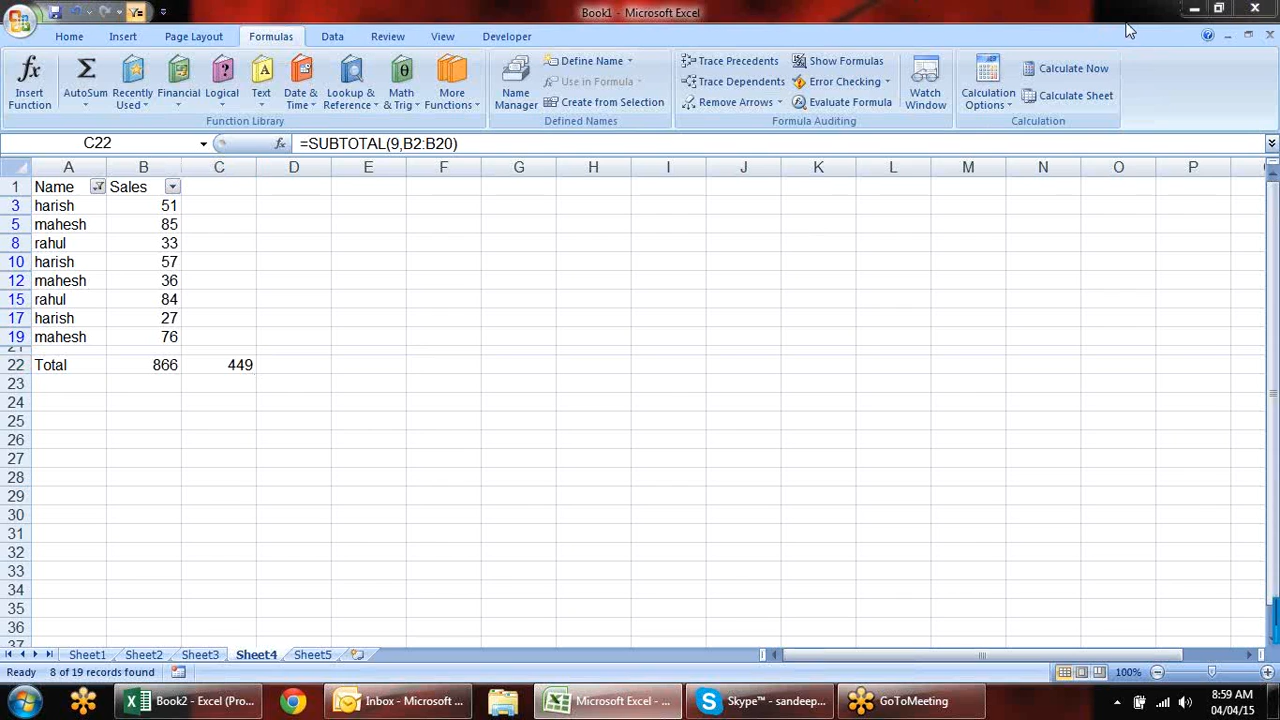 Book1 - Microsoft Excel
Home Insert Page Layout Formulas Data Review View Developer
Insert Function
AutoSum
Recently Used
Financial
Logical
Text
Date & Time
Lookup & Reference
Math & Trig
More Functions
Function Library
Name Manager
Define Name
Use in Formula
Create from Selection
Defined Names
Trace Precedents
Trace Dependents
Remove Arrows
Show Formulas
Error Checking
Evaluate Formula
Formula Auditing
Watch Window
Calculation Options
Calculate Now
Calculate Sheet
Calculation
C22 fx =SUBTOTAL(9,B2:B20)
A B C D E F G H I J K L M N O P
1 Name Sales
3 harish 51
5 mahesh 85
8 rahul 33
10 harish 57
12 mahesh 36
15 rahul 84
17 harish 27
19 mahesh 76
21
22 Total 866 449
23
24
25
26
27
28
29
30
31
32
33
34
35
36
37
Sheet1 Sheet2 Sheet3 Sheet4 Sheet5
Ready 8 of 19 records found 100%
Book2 - Excel (Pro... Inbox - Microsoft ... Microsoft Excel - ... Skype™ - sandeep... GoToMeeting
8:59 AM
04/04/15